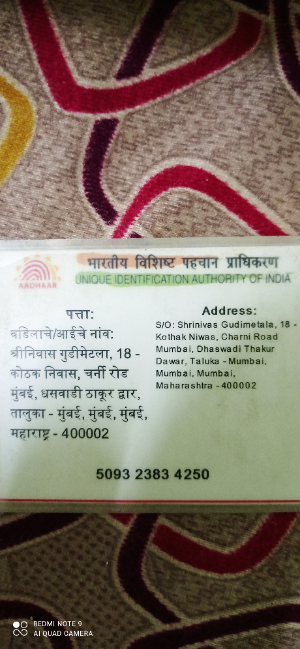 AADHAAR
भारतीय विशिष्ट पहचान प्राधिकरण
UNIQUE IDENTIFICATION AUTHORITY OF INDIA
पत्ता:
वडिलाचे/आईचे नांव:
श्रीनिवास गुडीमेटला, 18 -
कोठक निवास, चर्नी रोड
मुंबई, धसवाडी ठाकूर द्वार,
तालुका - मुंबई, मुंबई, मुंबई,
महाराष्ट्र - 400002
Address:
S/O: Shrinivas Gudimetala, 18 -
Kothak Niwas, Charni Road
Mumbai, Dhaswadi Thakur
Dawar, Taluka - Mumbai,
Mumbai, Mumbai,
Maharashtra - 400002
5093 2383 4250
REDMI NOTE 9
AI QUAD CAMERA